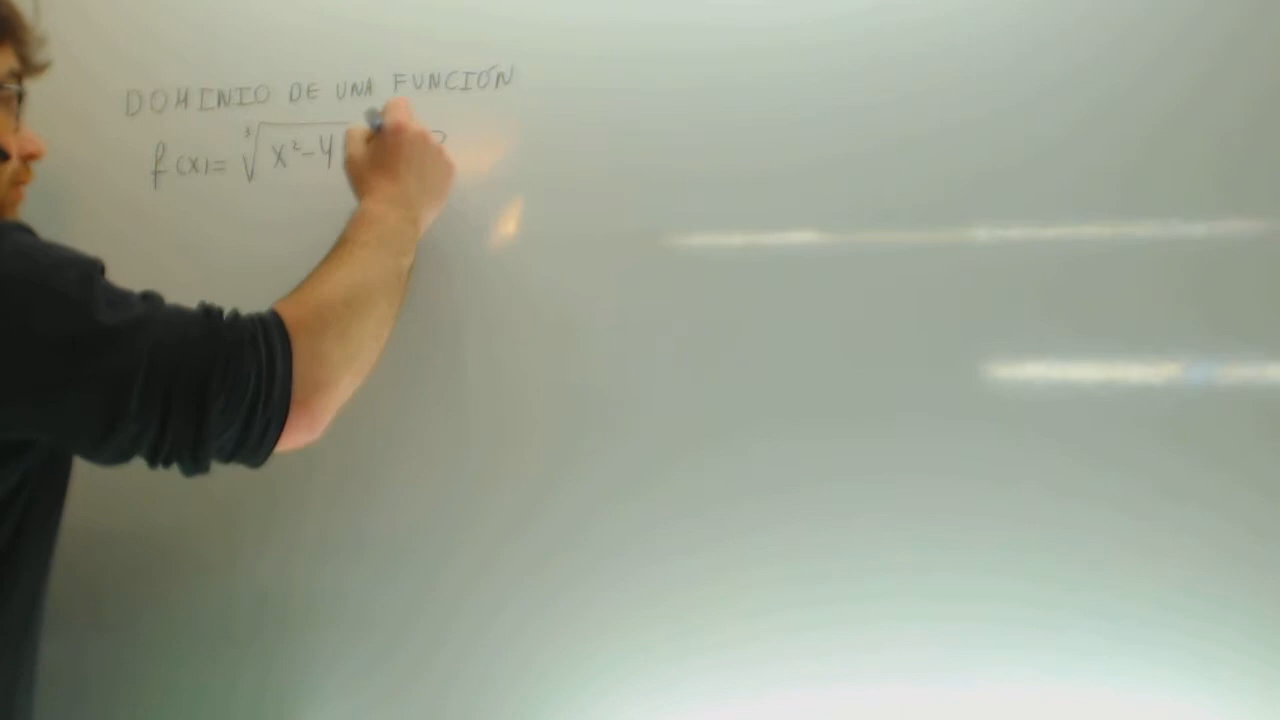 DOMINIO DE UNA FUNCIÓN
f(x) = ∛x²-4